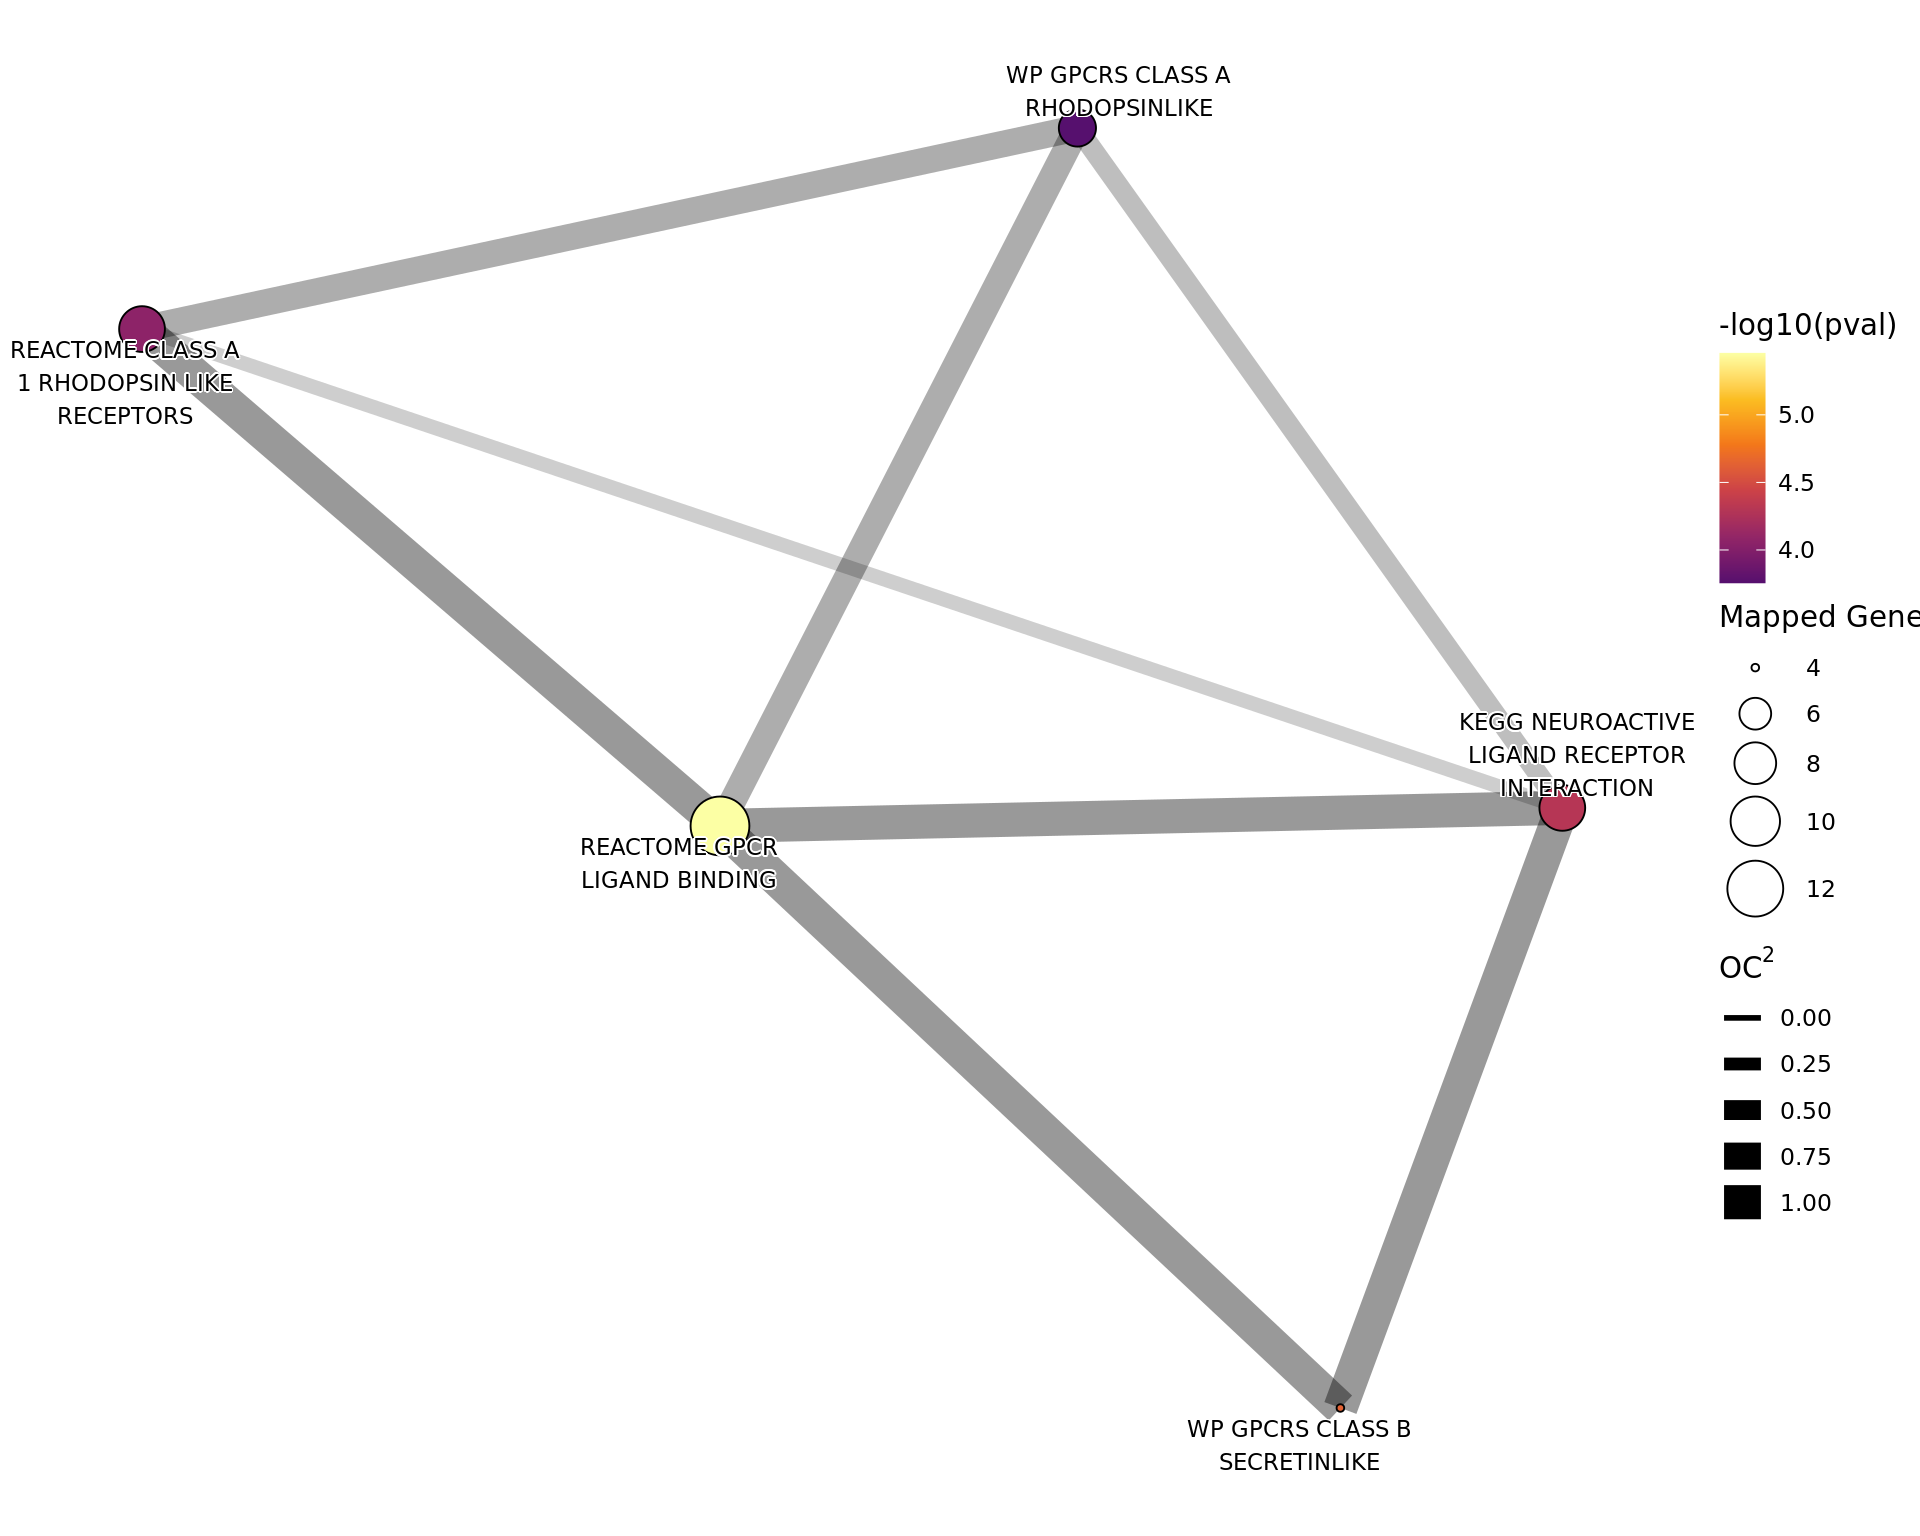 WP GPCRS CLASS A
RHODOPSINLIKE
REACTOME CLASS A
1 RHODOPSIN LIKE
RECEPTORS
KEGG NEUROACTIVE
LIGAND RECEPTOR
INTERACTION
REACTOME GPCR
LIGAND BINDING
WP GPCRS CLASS B
SECRETINLIKE
-log10(pval)
5.0
4.5
4.0
Mapped Gene
4
6
8
10
12
OC²
0.00
0.25
0.50
0.75
1.00